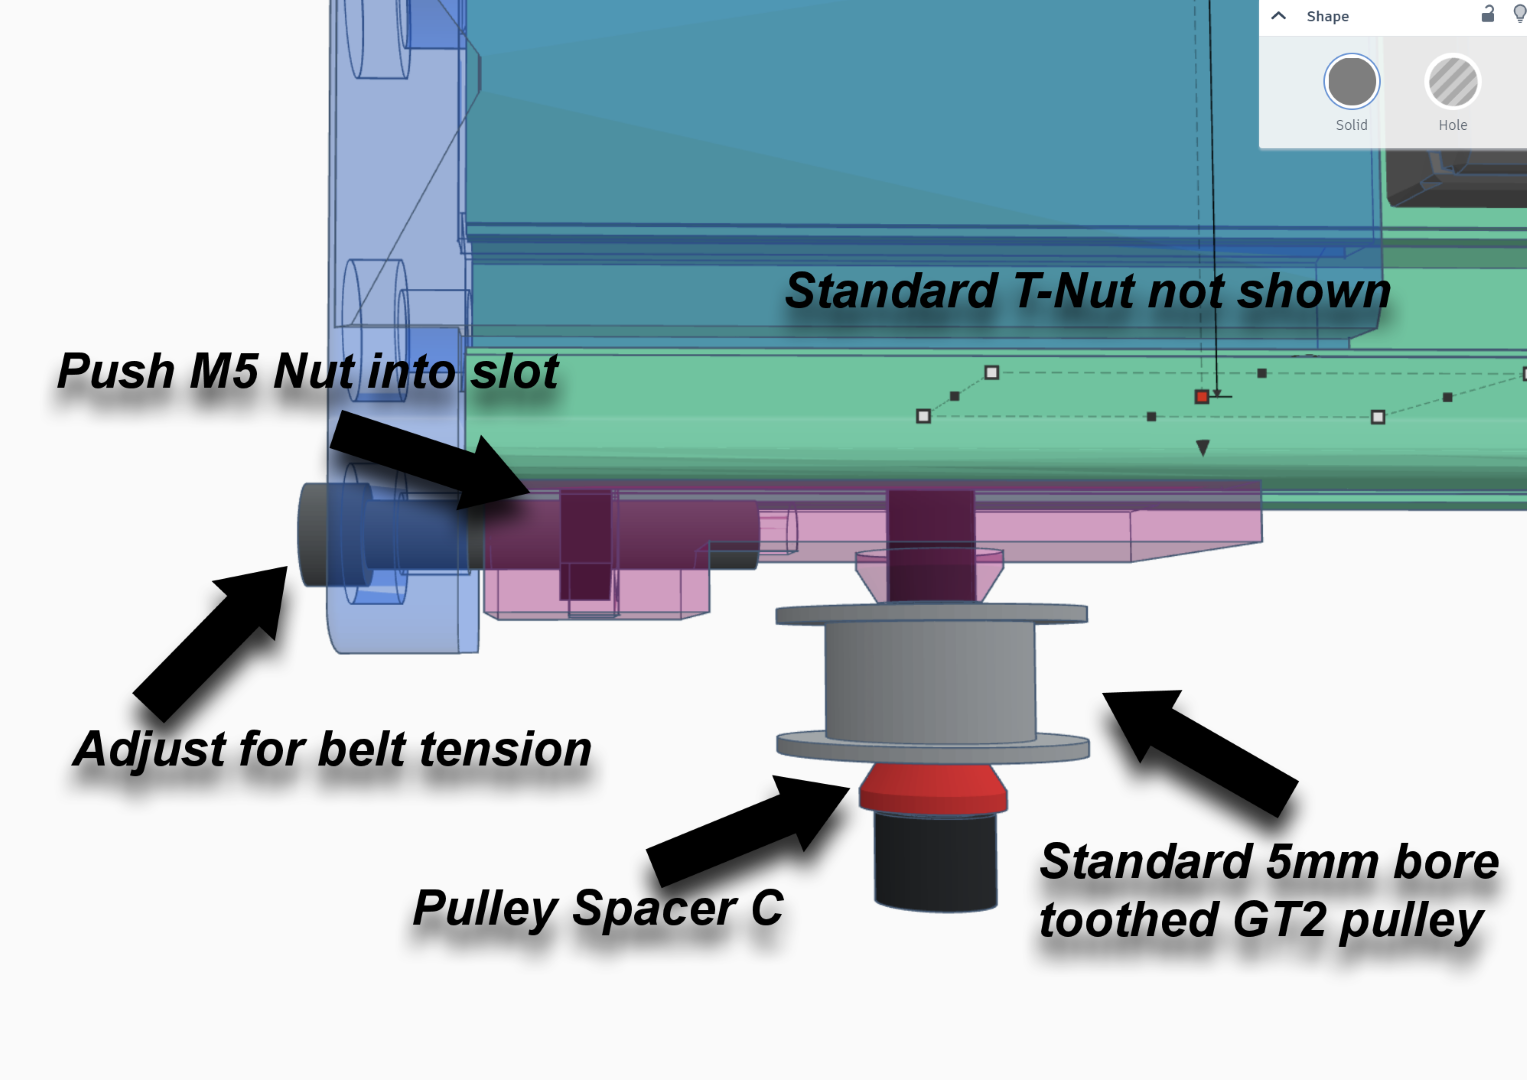 Shape
Solid
Hole
Standard T-Nut not shown
Push M5 Nut into slot
Adjust for belt tension
Pulley Spacer C
Standard 5mm bore
toothed GT2 pulley